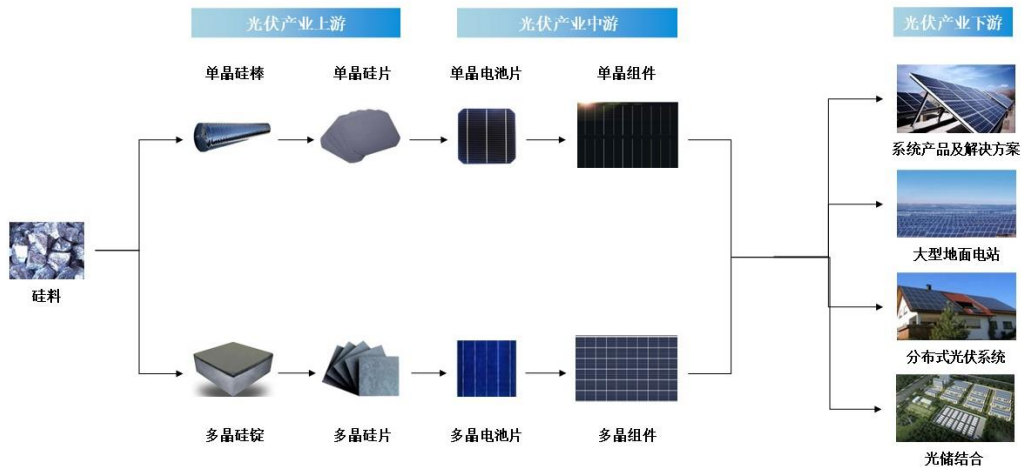 光伏产业上游
光伏产业中游
光伏产业下游
单晶硅棒
单晶硅片
单晶电池片
单晶组件
系统产品及解决方案
大型地面电站
硅料
分布式光伏系统
多晶硅锭
多晶硅片
多晶电池片
多晶组件
光储结合